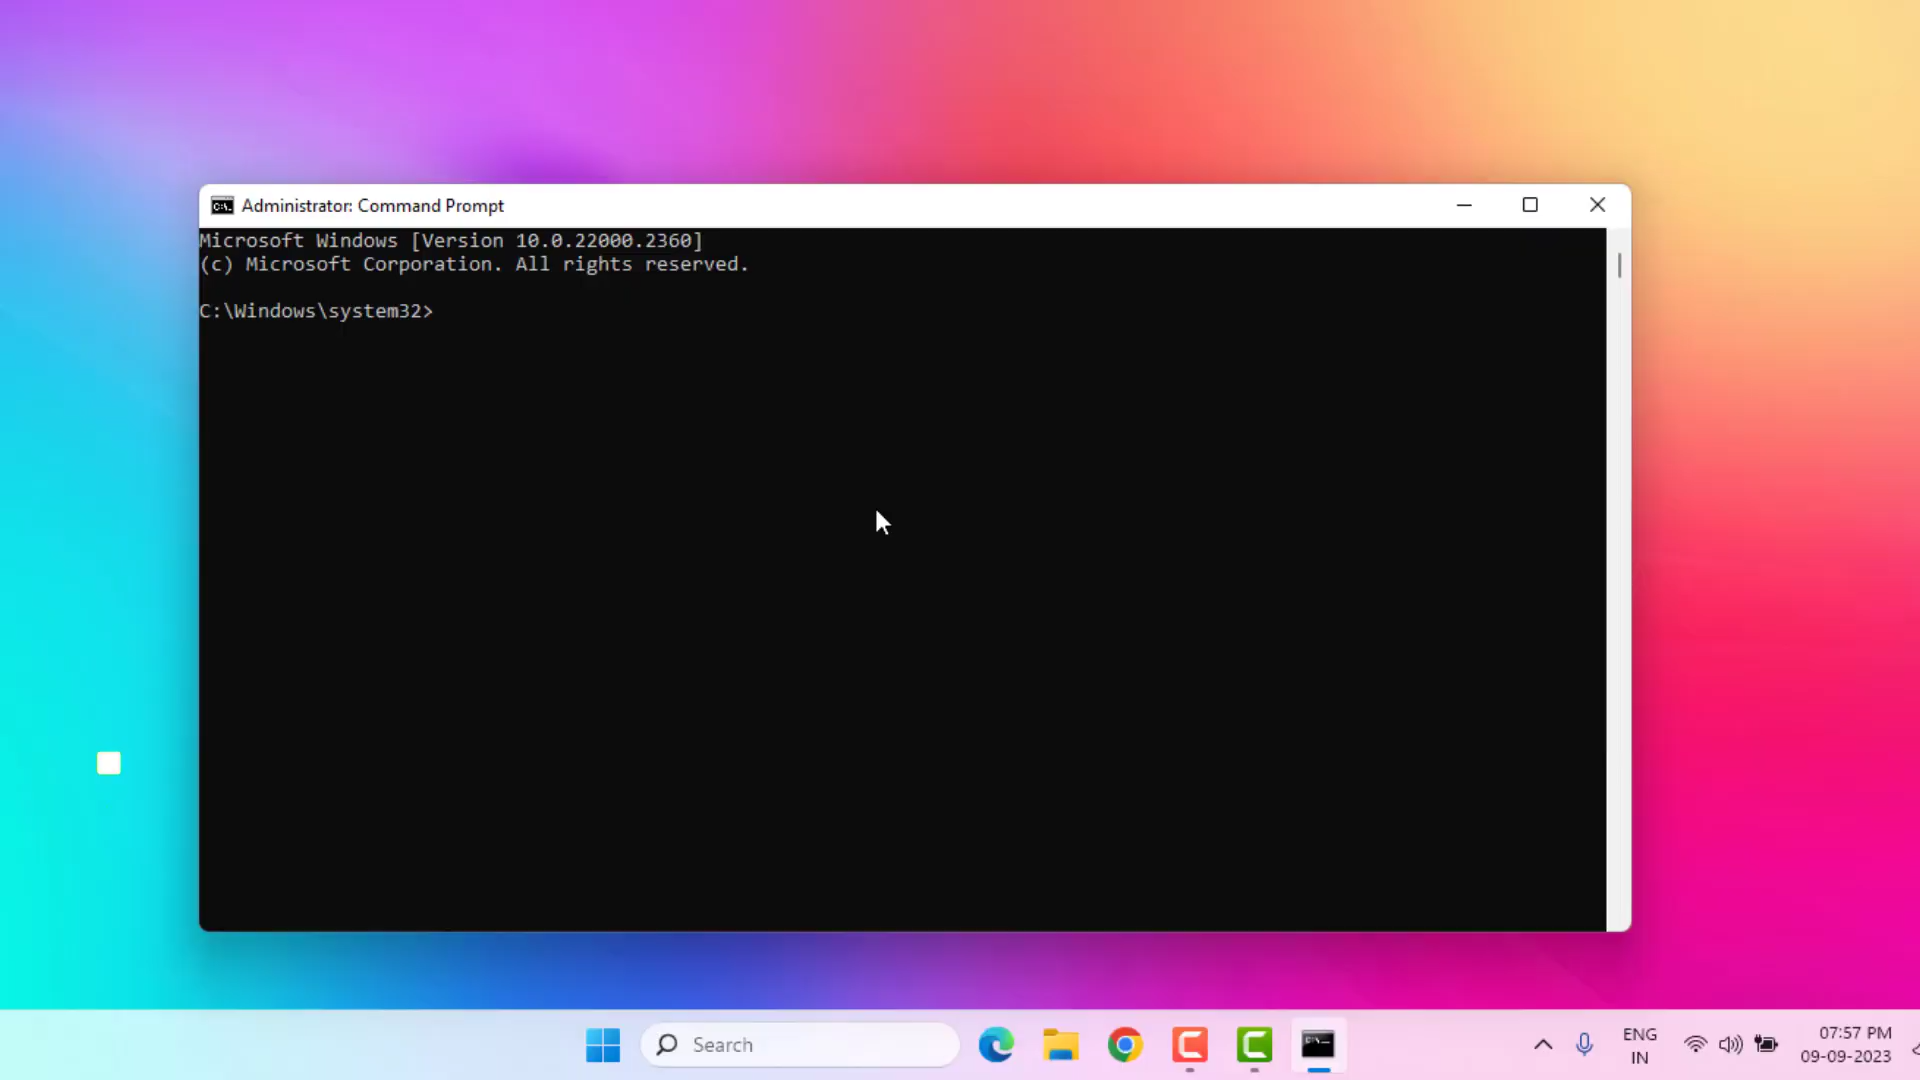 Administrator: Command Prompt
Microsoft Windows [Version 10.0.22000.2360]
(c) Microsoft Corporation. All rights reserved.
C:\Windows\system32>
Search
ENG
IN
07:57 PM
09-09-2023